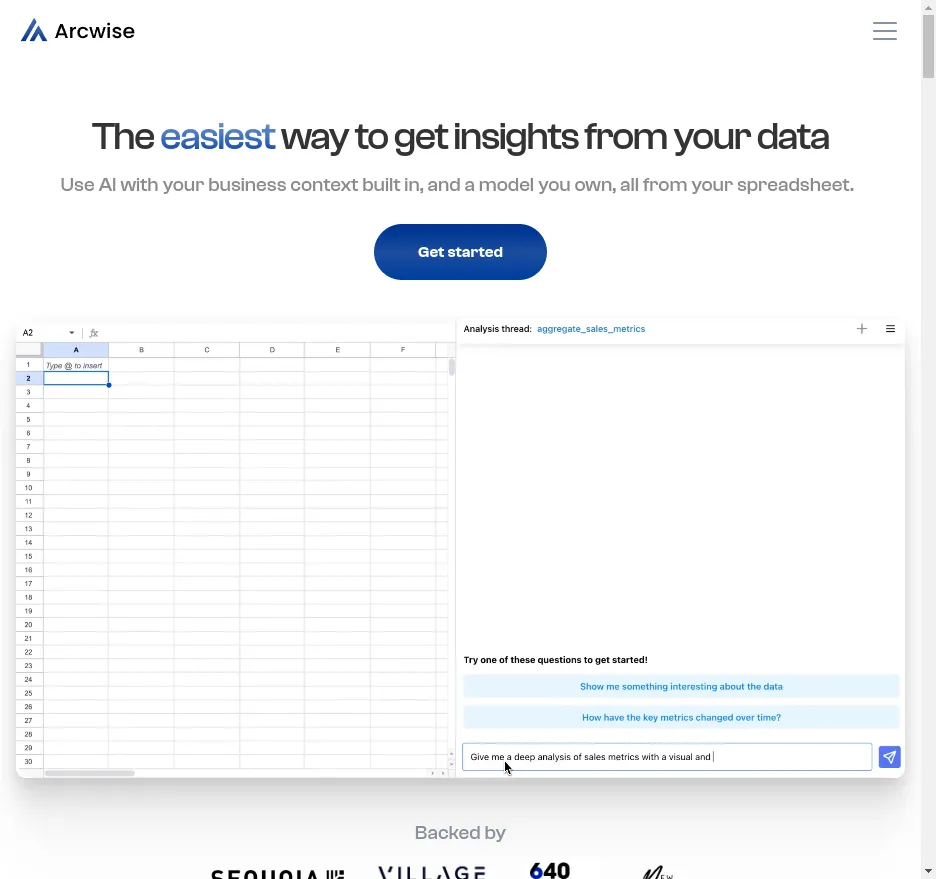 Arcwise
The easiest way to get insights from your data
Use AI with your business context built in, and a model you own, all from your spreadsheet.
Get started
A2
fx
Analysis thread: aggregate_sales_metrics
A B C D E F
1 Type @ to insert
2
3
4
5
6
7
8
9
10
11
12
13
14
15
16
17
18
19
20
21
22
23
24
25
26
27
28
29
30
Try one of these questions to get started!
Show me something interesting about the data
How have the key metrics changed over time?
Give me a deep analysis of sales metrics with a visual and
Backed by
SEQUOIA VILLAGE 640 NEW